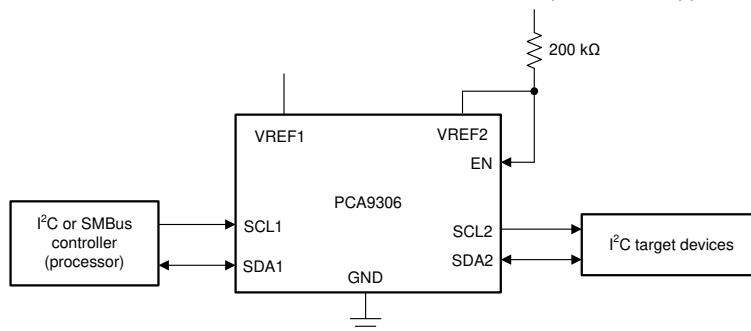 200 kΩ
VREF1
VREF2
EN
PCA9306
I²C or SMBus
controller
(processor)
SCL1
SDA1
SCL2
SDA2
GND
I²C target devices